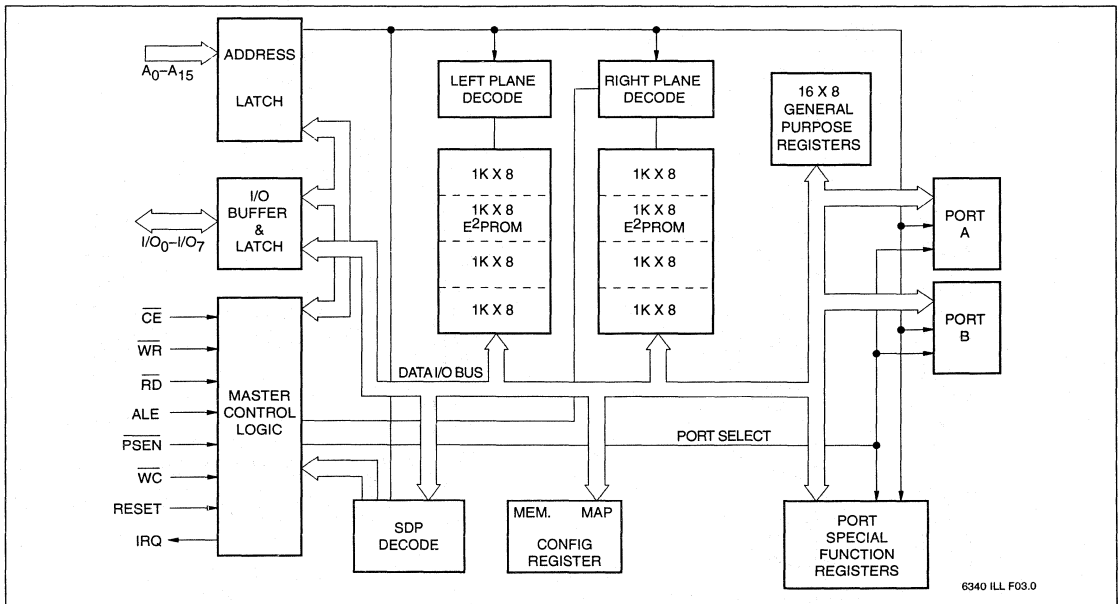 ADDRESS
LATCH
A0–A15
LEFT PLANE
DECODE
RIGHT PLANE
DECODE
16 X 8
GENERAL
PURPOSE
REGISTERS
1K X 8
1K X 8
E2PROM
1K X 8
1K X 8
1K X 8
1K X 8
E2PROM
1K X 8
1K X 8
I/O
BUFFER
&
LATCH
I/O0–I/O7
PORT
A
PORT
B
CE
WR
RD
ALE
PSEN
WC
RESET
IRQ
MASTER
CONTROL
LOGIC
DATA I/O BUS
PORT SELECT
SDP
DECODE
MEM. MAP
CONFIG
REGISTER
PORT
SPECIAL
FUNCTION
REGISTERS
6340 ILL F03.0